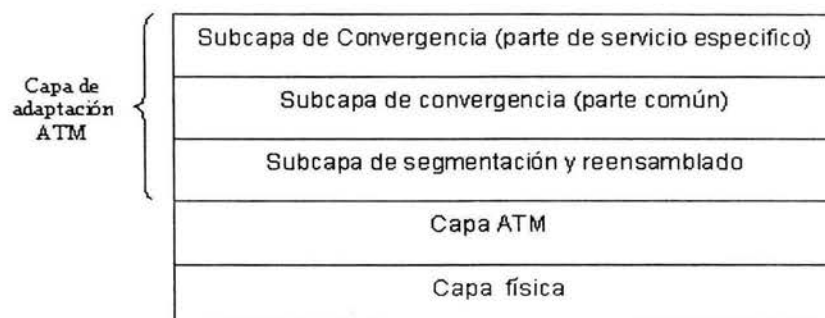 Subcapa de Convergencia (parte de servicio especifico)
Capa de
adaptación
ATM
Subcapa de convergencia (parte común)
Subcapa de segmentación y reensamblado
Capa ATM
Capa física